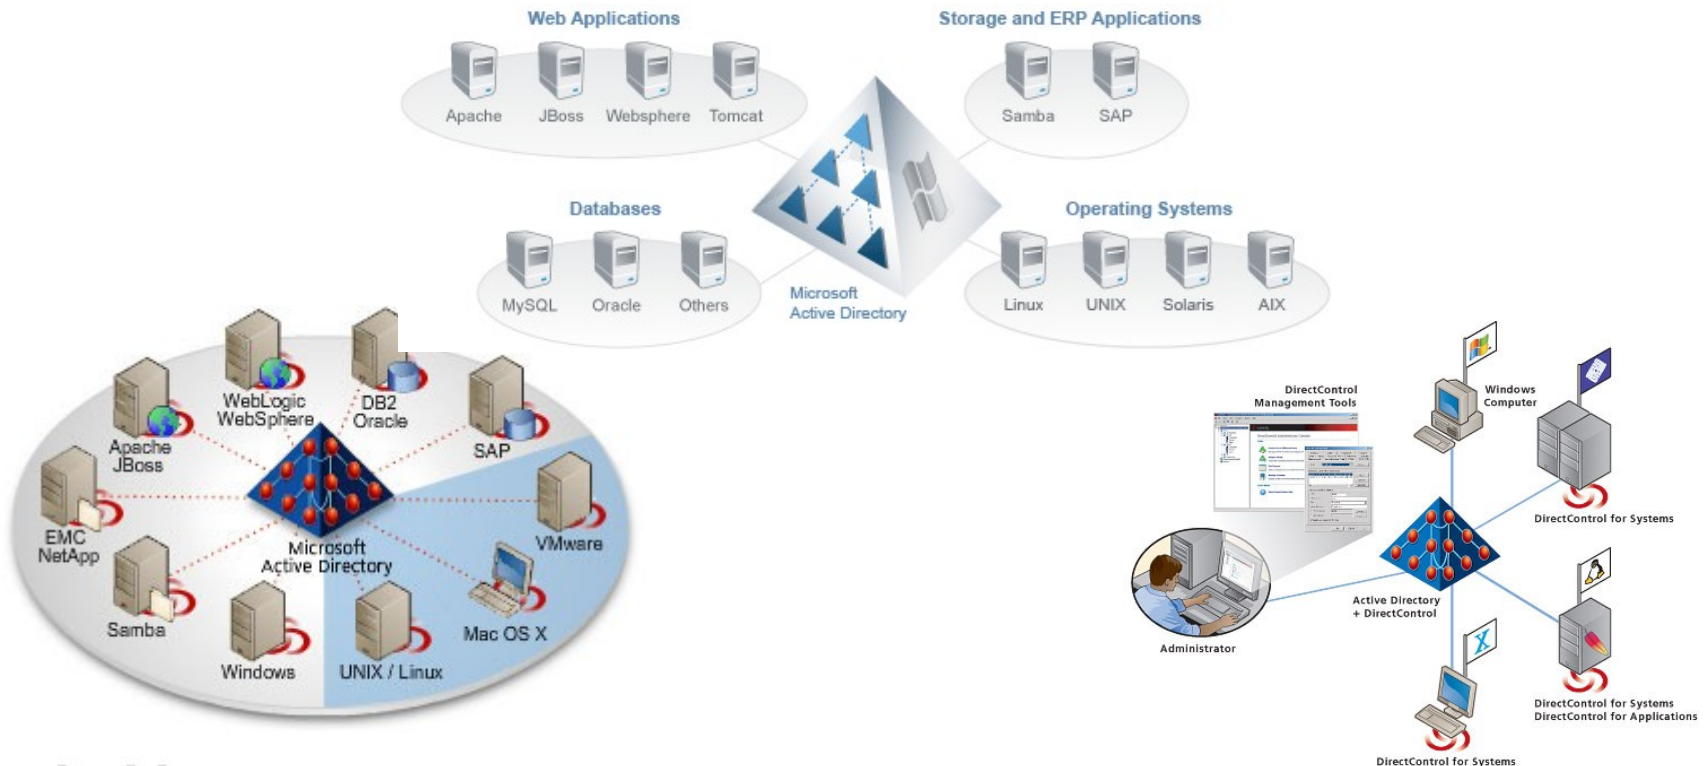 Web Applications
Apache JBoss Websphere Tomcat
Storage and ERP Applications
Samba SAP
Databases
MySQL Oracle Others
Microsoft
Active Directory
Operating Systems
Linux UNIX Solaris AIX
WebLogic
WebSphere
DB2
Oracle
Apache
JBoss
SAP
EMC
NetApp
VMware
Microsoft
Active Directory
Samba
Mac OS X
Windows
UNIX / Linux
DirectControl
Management Tools
Windows
Computer
DirectControl for Systems
Active Directory
+ DirectControl
Administrator
X
DirectControl for Systems
DirectControl for Applications
DirectControl for Systems